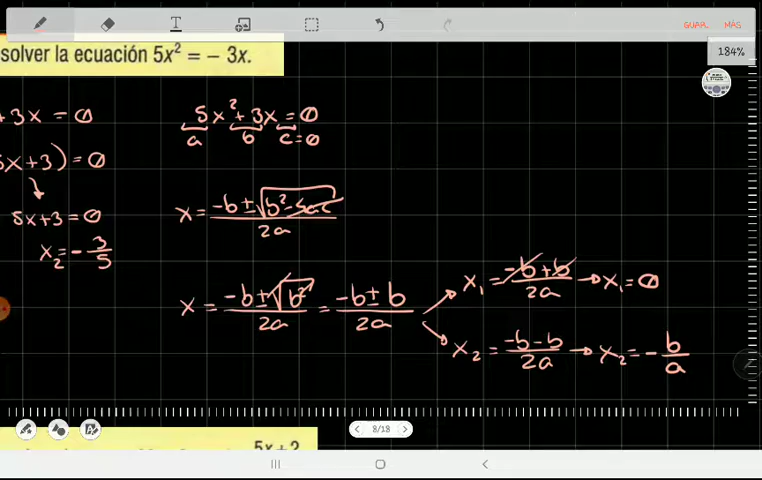 GUAR. MÁS
184%
solver la ecuación 5x² = – 3x.
+3x = 0
5x² + 3x = 0
a b c=0
x+3) = 0
5x+3 = 0
x = (-b ± √(b² - 4ac)) / 2a
x₂ = - 3/5
x = (-b ± √b²) / 2a = (-b ± b) / 2a
x₁ = (-b + b) / 2a → x₁ = 0
x₂ = (-b - b) / 2a → x₂ = - b/a
8/18
5x+2